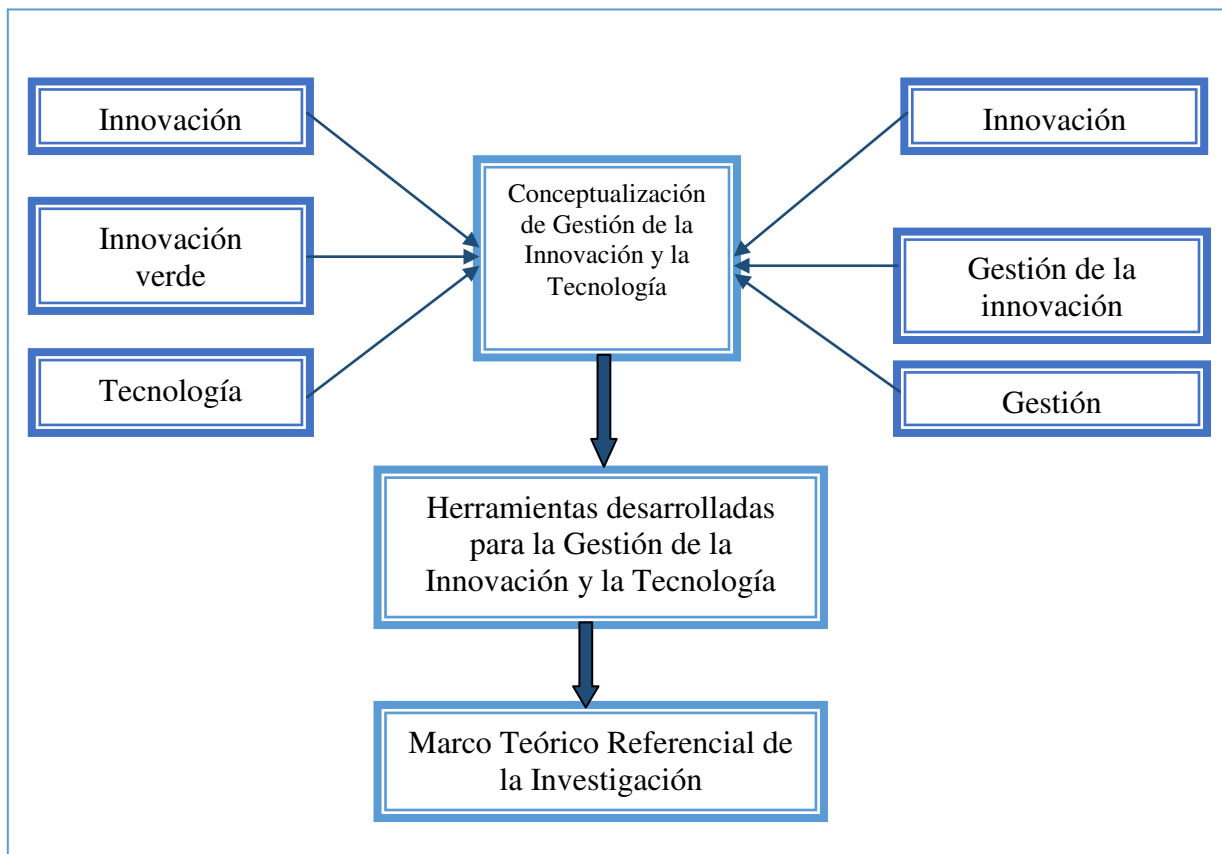 Innovación
Innovación
verde
Tecnología
Conceptualización
de Gestión de la
Innovación y la
Tecnología
Innovación
Gestión de la
innovación
Gestión
Herramientas desarrolladas
para la Gestión de la
Innovación y la Tecnología
Marco Teórico Referencial de
la Investigación